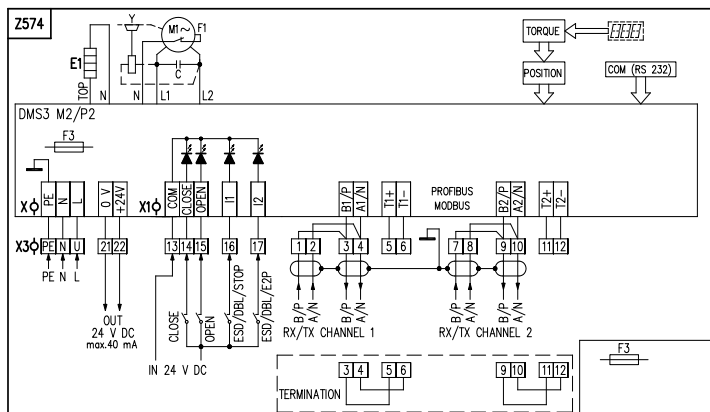 Z574
Y
M1~
F1
E1
C
TOP
N
N
L1
L2
TORQUE
POSITION
COM (RS 232)
DMS3 M2/P2
F3
X
PE
N
L
0 V
+24V
X1
COM
CLOSE
OPEN
I1
I2
B1/P
A1/N
T1+
T1-
PROFIBUS
MODBUS
B2/P
A2/N
T2+
T2-
X3
PE
N
U
21
22
13
14
15
16
17
1
2
3
4
5
6
7
8
9
10
11
12
PE
N
L
OUT
24 V DC
max.40 mA
CLOSE
OPEN
ESD/DBL/STOP
ESD/DBL/E2P
IN 24 V DC
B/P
A/N
B/P
A/N
RX/TX CHANNEL 1
B/P
A/N
B/P
A/N
RX/TX CHANNEL 2
TERMINATION
3
4
5
6
9
10
11
12
F3